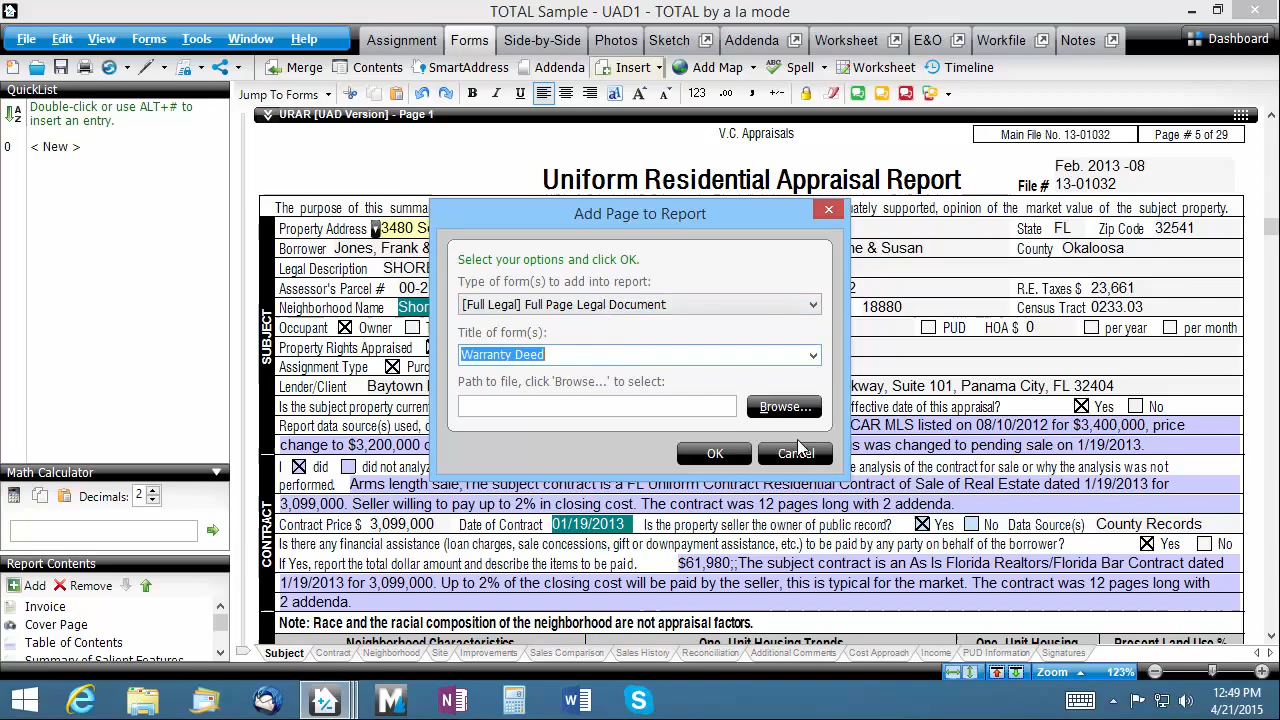 TOTAL Sample - UAD1 - TOTAL by a la mode
File Edit View Forms Tools Window Help
Assignment Forms Side-by-Side Photos Sketch Addenda Worksheet E&O Workfile Notes Dashboard
Merge Contents SmartAddress Addenda Insert Add Map Spell Worksheet Timeline
QuickList
Jump To Forms B I U 123 .00
Double-click or use ALT+# to
insert an entry.
0 < New >
URAR [UAD Version] - Page 1
V.C. Appraisals Main File No. 13-01032 Page # 5 of 29
Feb. 2013 -08
Uniform Residential Appraisal Report File # 13-01032
The purpose of this summ
uately supported, opinion of the market value of the subject property.
Property Address 3480 Sc State FL Zip Code 32541
Borrower Jones, Frank & ne & Susan County Okaloosa
Legal Description SHORE
Assessor's Parcel # 00-2 2 R.E. Taxes $ 23,661
Neighborhood Name Shor 18880 Census Tract 0233.03
Occupant Owner T PUD HOA $ 0 per year per month
Property Rights Appraised
Assignment Type Purc
Lender/Client Baytown kway, Suite 101, Panama City, FL 32404
Is the subject property curren effective date of this appraisal? Yes No
Report data source(s) used, CAR MLS listed on 08/10/2012 for $3,400,000, price
change to $3,200,000 s was changed to pending sale on 1/19/2013.
I did did not analyz he analysis of the contract for sale or why the analysis was not
performed. Arms length sale;The subject contract is a FL Uniform Contract Residential Contract of Sale of Real Estate dated 1/19/2013 for
3,099,000. Seller willing to pay up to 2% in closing cost. The contract was 12 pages long with 2 addenda.
Contract Price $ 3,099,000 Date of Contract 01/19/2013 Is the property seller the owner of public record? Yes No Data Source(s) County Records
Is there any financial assistance (loan charges, sale concessions, gift or downpayment assistance, etc.) to be paid by any party on behalf of the borrower? Yes No
If Yes, report the total dollar amount and describe the items to be paid. $61,980;;The subject contract is an As Is Florida Realtors/Florida Bar Contract dated
1/19/2013 for 3,099,000. Up to 2% of the closing cost will be paid by the seller, this is typical for the market. The contract was 12 pages long with
2 addenda.
Note: Race and the racial composition of the neighborhood are not appraisal factors.
Neighborhood Characteristics One-Unit Housing Trends One-Unit Housing Present Land Use %
SUBJECT
CONTRACT
Add Page to Report
Select your options and click OK.
Type of form(s) to add into report:
[Full Legal] Full Page Legal Document
Title of form(s):
Warranty Deed
Path to file, click 'Browse...' to select:
Browse...
OK Cancel
Math Calculator
Decimals: 2
Report Contents
Add Remove
Invoice
Cover Page
Table of Contents
Summary of Salient Features
Subject Contract Neighborhood Site Improvements Sales Comparison Sales History Reconciliation Additional Comments Cost Approach Income PUD Information Signatures
Zoom 123%
12:49 PM
4/21/2015